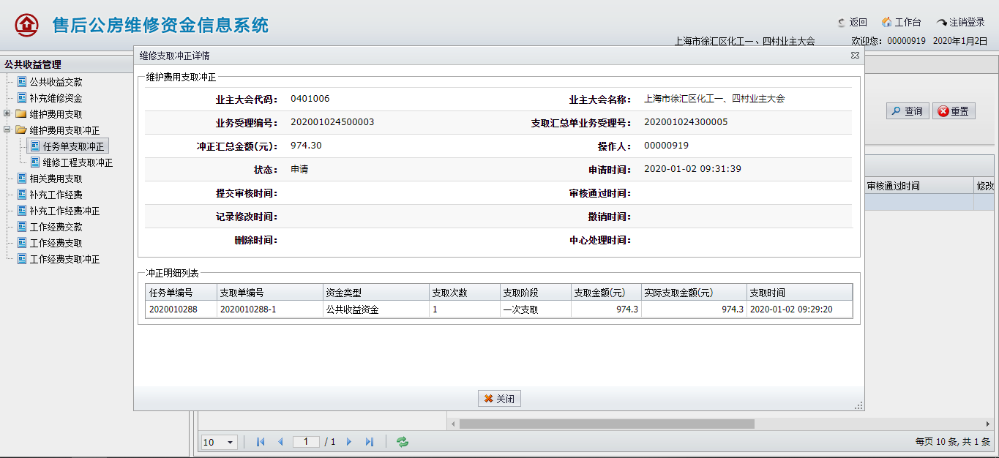 售后公房维修资金信息系统
返回 工作台 注销登录
上海市徐汇区化工一、四村业主大会 欢迎您：00000919 2020年1月2日
公共收益管理
公共收益交款
补充维修资金
维护费用支取
维护费用支取冲正
任务单支取冲正
维修工程支取冲正
相关费用支取
补充工作经费
补充工作经费冲正
工作经费交款
工作经费支取
工作经费支取冲正
维修支取冲正详情
维护费用支取冲正
业主大会代码： 0401006 业主大会名称： 上海市徐汇区化工一、四村业主大会
业务受理编号： 202001024500003 支取汇总单业务受理号： 202001024300005
冲正汇总金额(元)： 974.30 操作人： 00000919
状态： 申请 申请时间： 2020-01-02 09:31:39
提交审核时间： 审核通过时间：
记录修改时间： 撤销时间：
删除时间： 中心处理时间：
冲正明细列表
任务单编号 支取单编号 资金类型 支取次数 支取阶段 支取金额(元) 实际支取金额(元) 支取时间
2020010288 2020010288-1 公共收益资金 1 一次支取 974.3 974.3 2020-01-02 09:29:20
关闭
查询 重置
审核通过时间 修改
10 1 / 1 每页 10 条, 共 1 条